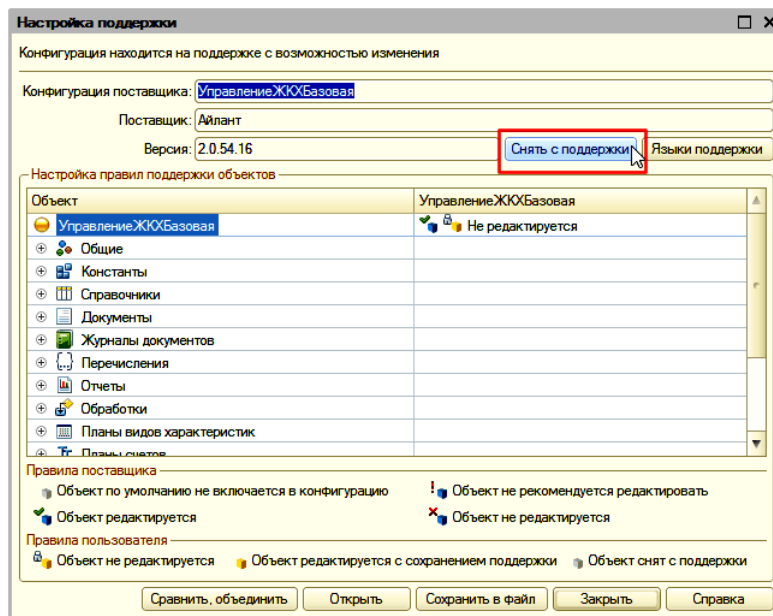 Настройка поддержки
Конфигурация находится на поддержке с возможностью изменения
Конфигурация поставщика: УправлениеЖКХБазовая
Поставщик: Айлант
Версия: 2.0.54.16 Снять с поддержки Языки поддержки
Настройка правил поддержки объектов
Объект УправлениеЖКХБазовая
УправлениеЖКХБазовая Не редактируется
Общие
Константы
Справочники
Документы
Журналы документов
Перечисления
Отчеты
Обработки
Планы видов характеристик
Планы счетов
Правила поставщика
Объект по умолчанию не включается в конфигурацию Объект не рекомендуется редактировать
Объект редактируется Объект не редактируется
Правила пользователя
Объект не редактируется Объект редактируется с сохранением поддержки Объект снят с поддержки
Сравнить, объединить Открыть Сохранить в файл Закрыть Справка